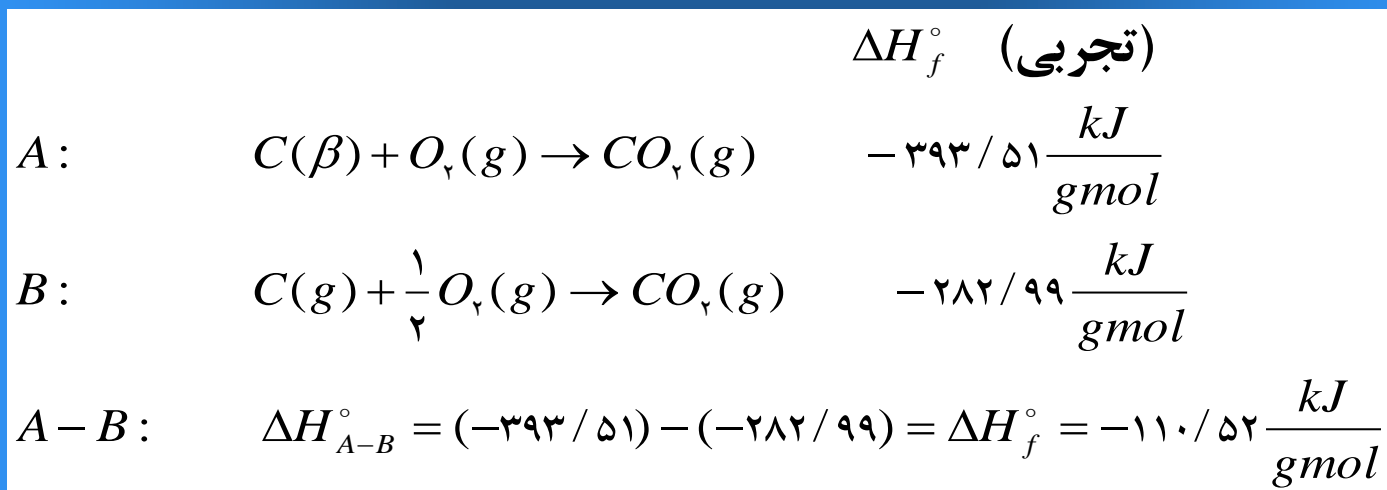 ΔH°f (تجربی)
A: C(β) + O۲(g) → CO۲(g) −۳۹۳/۵۱ kJ/gmol
B: C(g) + ۱/۲ O۲(g) → CO۲(g) −۲۸۲/۹۹ kJ/gmol
A − B: ΔH°A−B = (−۳۹۳/۵۱) − (−۲۸۲/۹۹) = ΔH°f = −۱۱۰/۵۲ kJ/gmol